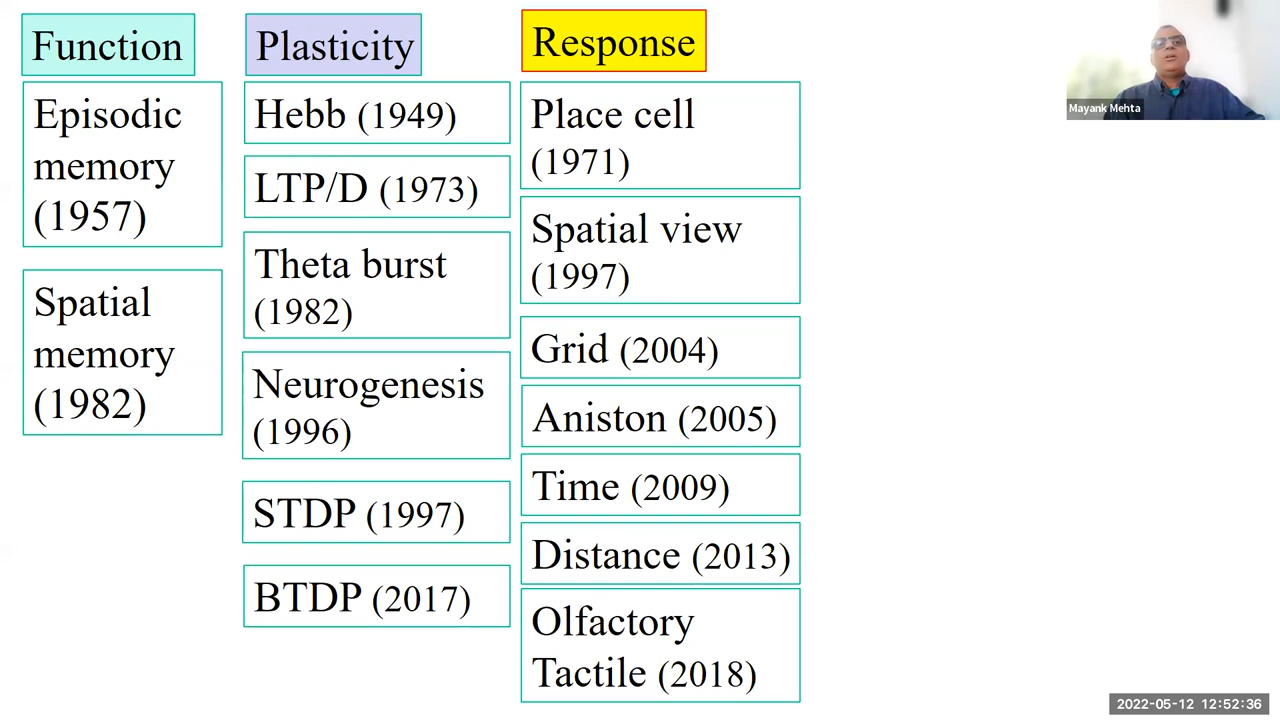 Function
Episodic
memory
(1957)
Spatial
memory
(1982)
Plasticity
Hebb (1949)
LTP/D (1973)
Theta burst
(1982)
Neurogenesis
(1996)
STDP (1997)
BTDP (2017)
Response
Place cell
(1971)
Spatial view
(1997)
Grid (2004)
Aniston (2005)
Time (2009)
Distance (2013)
Olfactory
Tactile (2018)
Mayank Mehta
2022-05-12 12:52:36